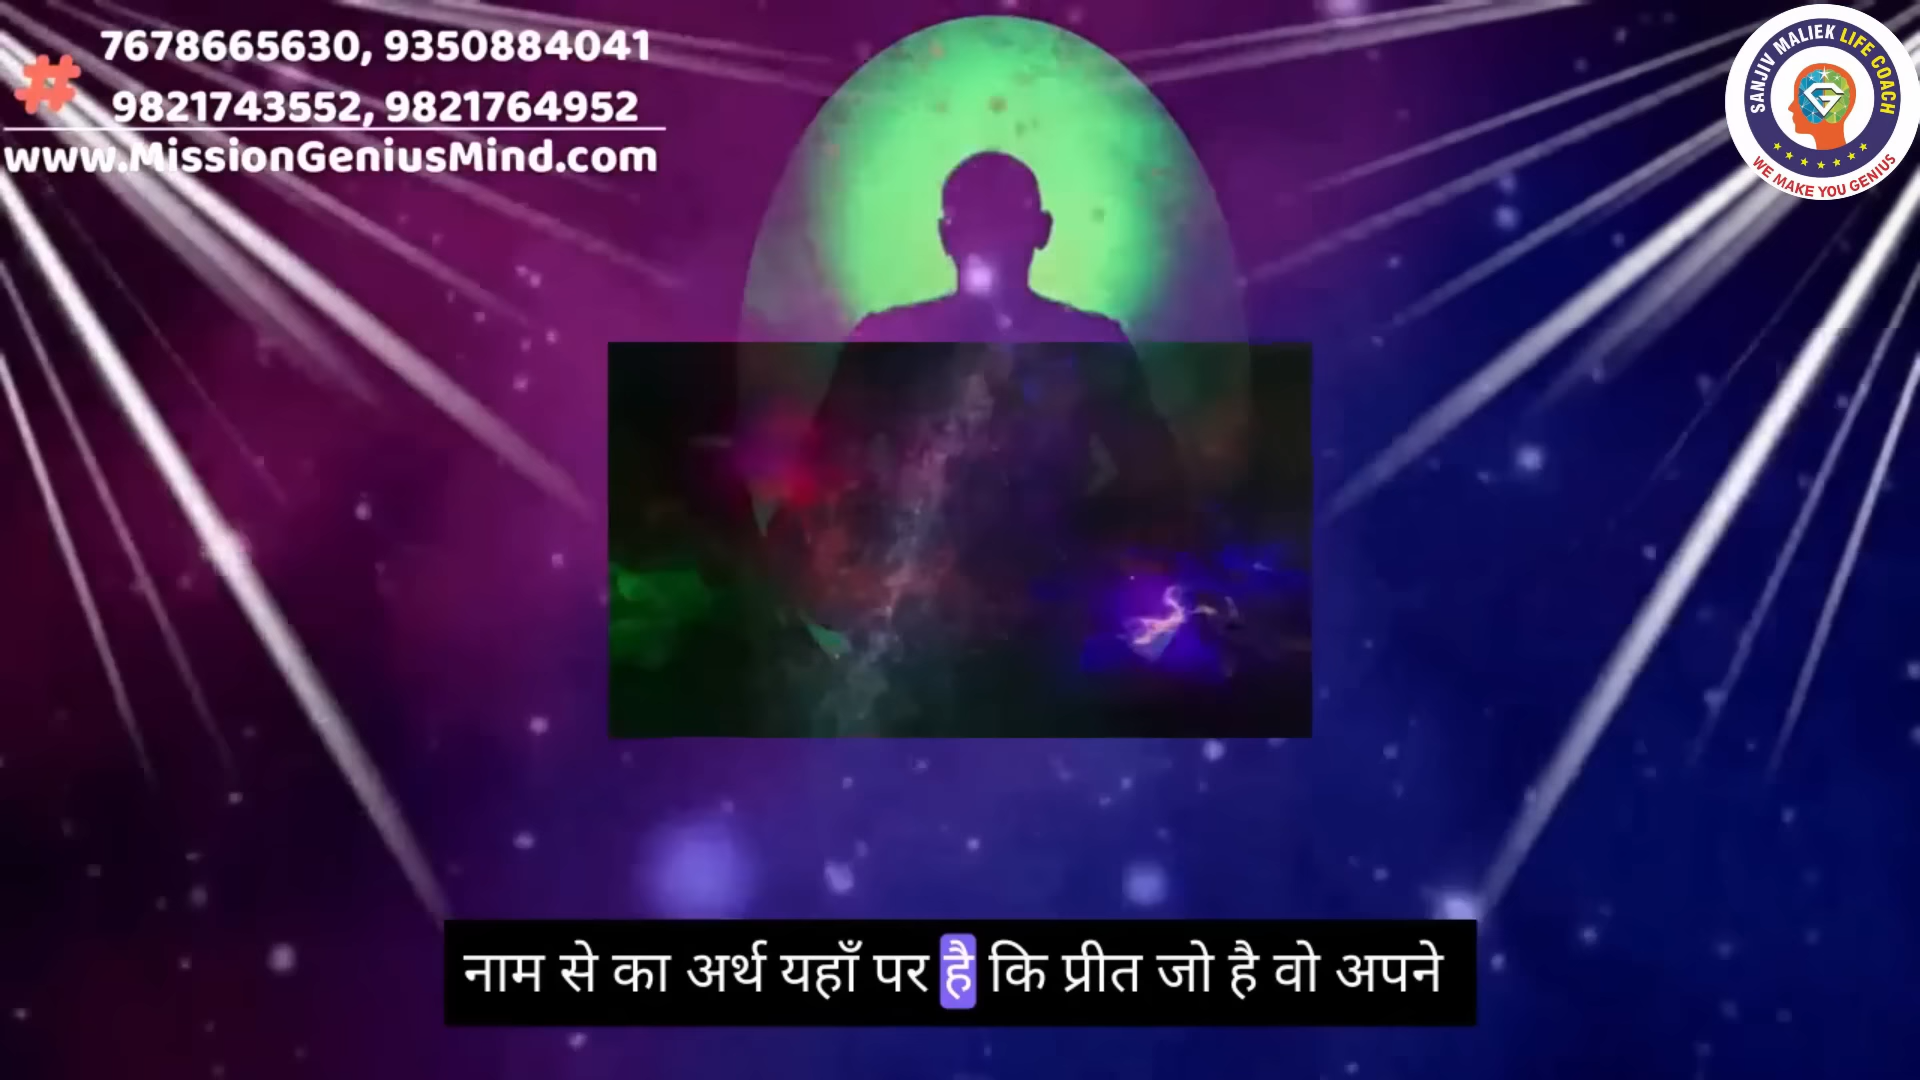 7678665630, 9350884041
9821743552, 9821764952
www.MissionGeniusMind.com
SANJIV MALIEK LIFE COACH
WE MAKE YOU GENIUS
नाम से का अर्थ यहाँ पर है कि प्रीत जो है वो अपने